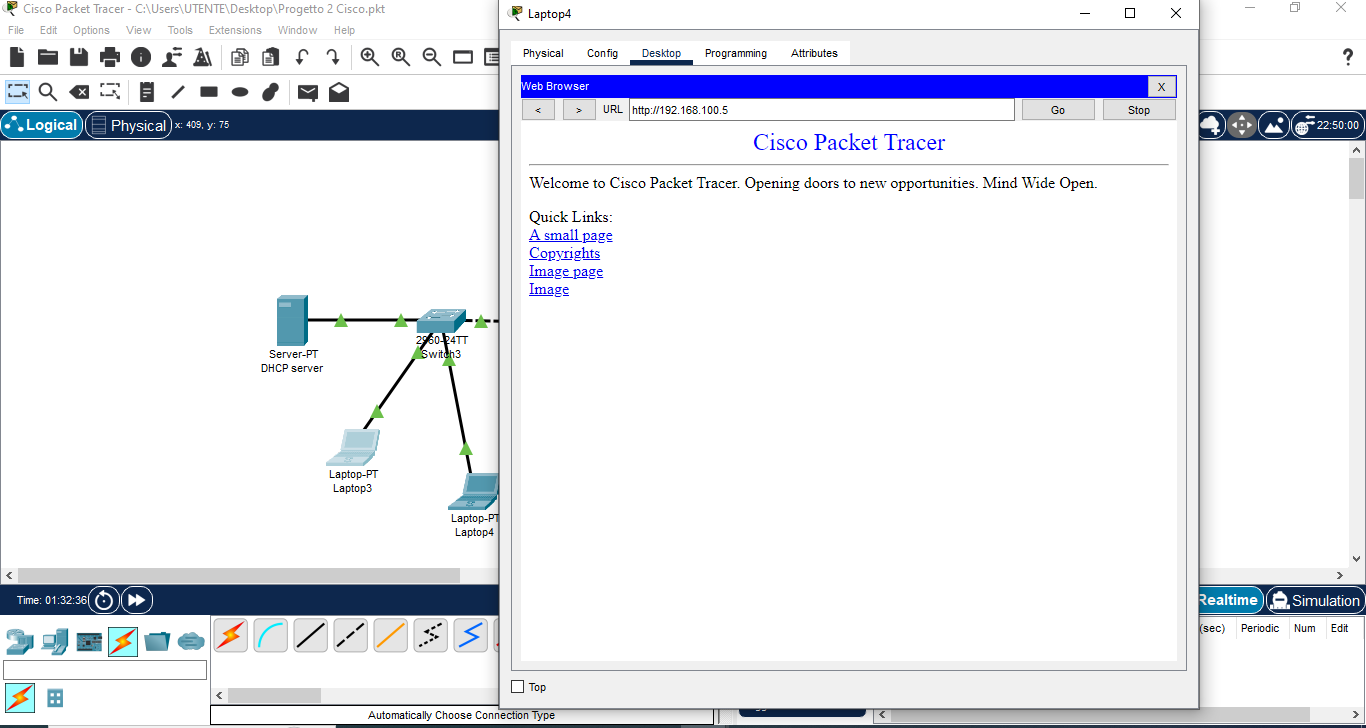 Cisco Packet Tracer - C:\Users\UTENTE\Desktop\Progetto 2 Cisco.pkt
File Edit Options View Tools Extensions Window Help
Logical Physical x: 409, y: 75
22:50:00
Server-PT
DHCP server
2960-24TT
Switch3
Laptop-PT
Laptop3
Laptop-PT
Laptop4
Time: 01:32:36
Realtime Simulation
(sec) Periodic Num Edit
Automatically Choose Connection Type
Laptop4
Physical Config Desktop Programming Attributes
Web Browser X
< > URL http://192.168.100.5 Go Stop
Cisco Packet Tracer
Welcome to Cisco Packet Tracer. Opening doors to new opportunities. Mind Wide Open.
Quick Links:
A small page
Copyrights
Image page
Image
Top